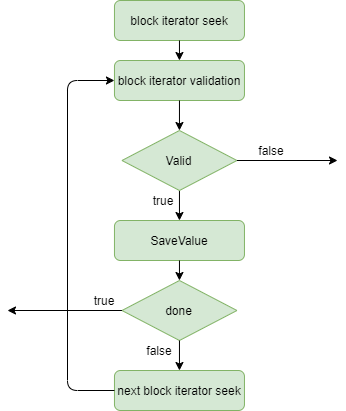 block iterator seek
block iterator validation
Valid
false
true
SaveValue
true
done
false
next block iterator seek